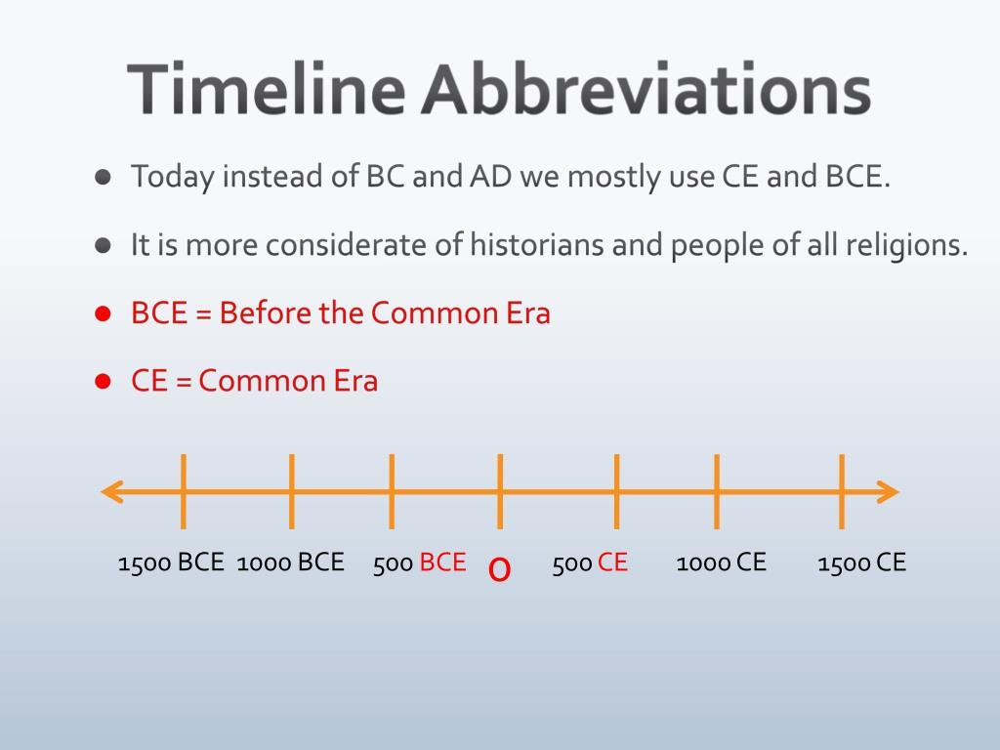 Timeline Abbreviations
• Today instead of BC and AD we mostly use CE and BCE.
• It is more considerate of historians and people of all religions.
• BCE = Before the Common Era
• CE = Common Era
1500 BCE 1000 BCE 500 BCE 0 500 CE 1000 CE 1500 CE